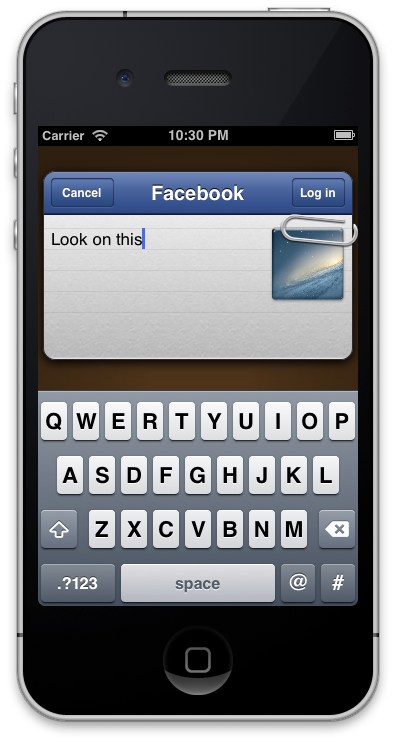 Carrier 10:30 PM
Cancel Facebook Log in
Look on this
Q W E R T Y U I O P
A S D F G H J K L
Z X C V B N M
.?123 space @ #